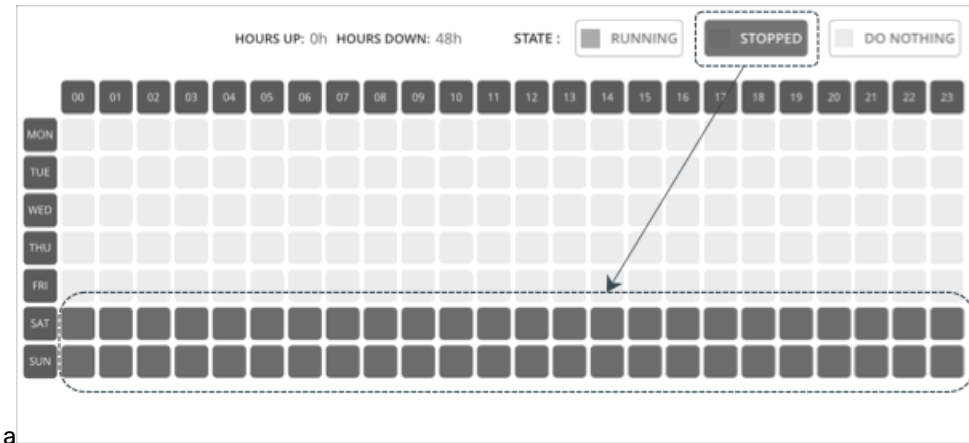 HOURS UP: 0h HOURS DOWN: 48h STATE: RUNNING STOPPED DO NOTHING
00 01 02 03 04 05 06 07 08 09 10 11 12 13 14 15 16 17 18 19 20 21 22 23
MON
TUE
WED
THU
FRI
SAT
SUN
a